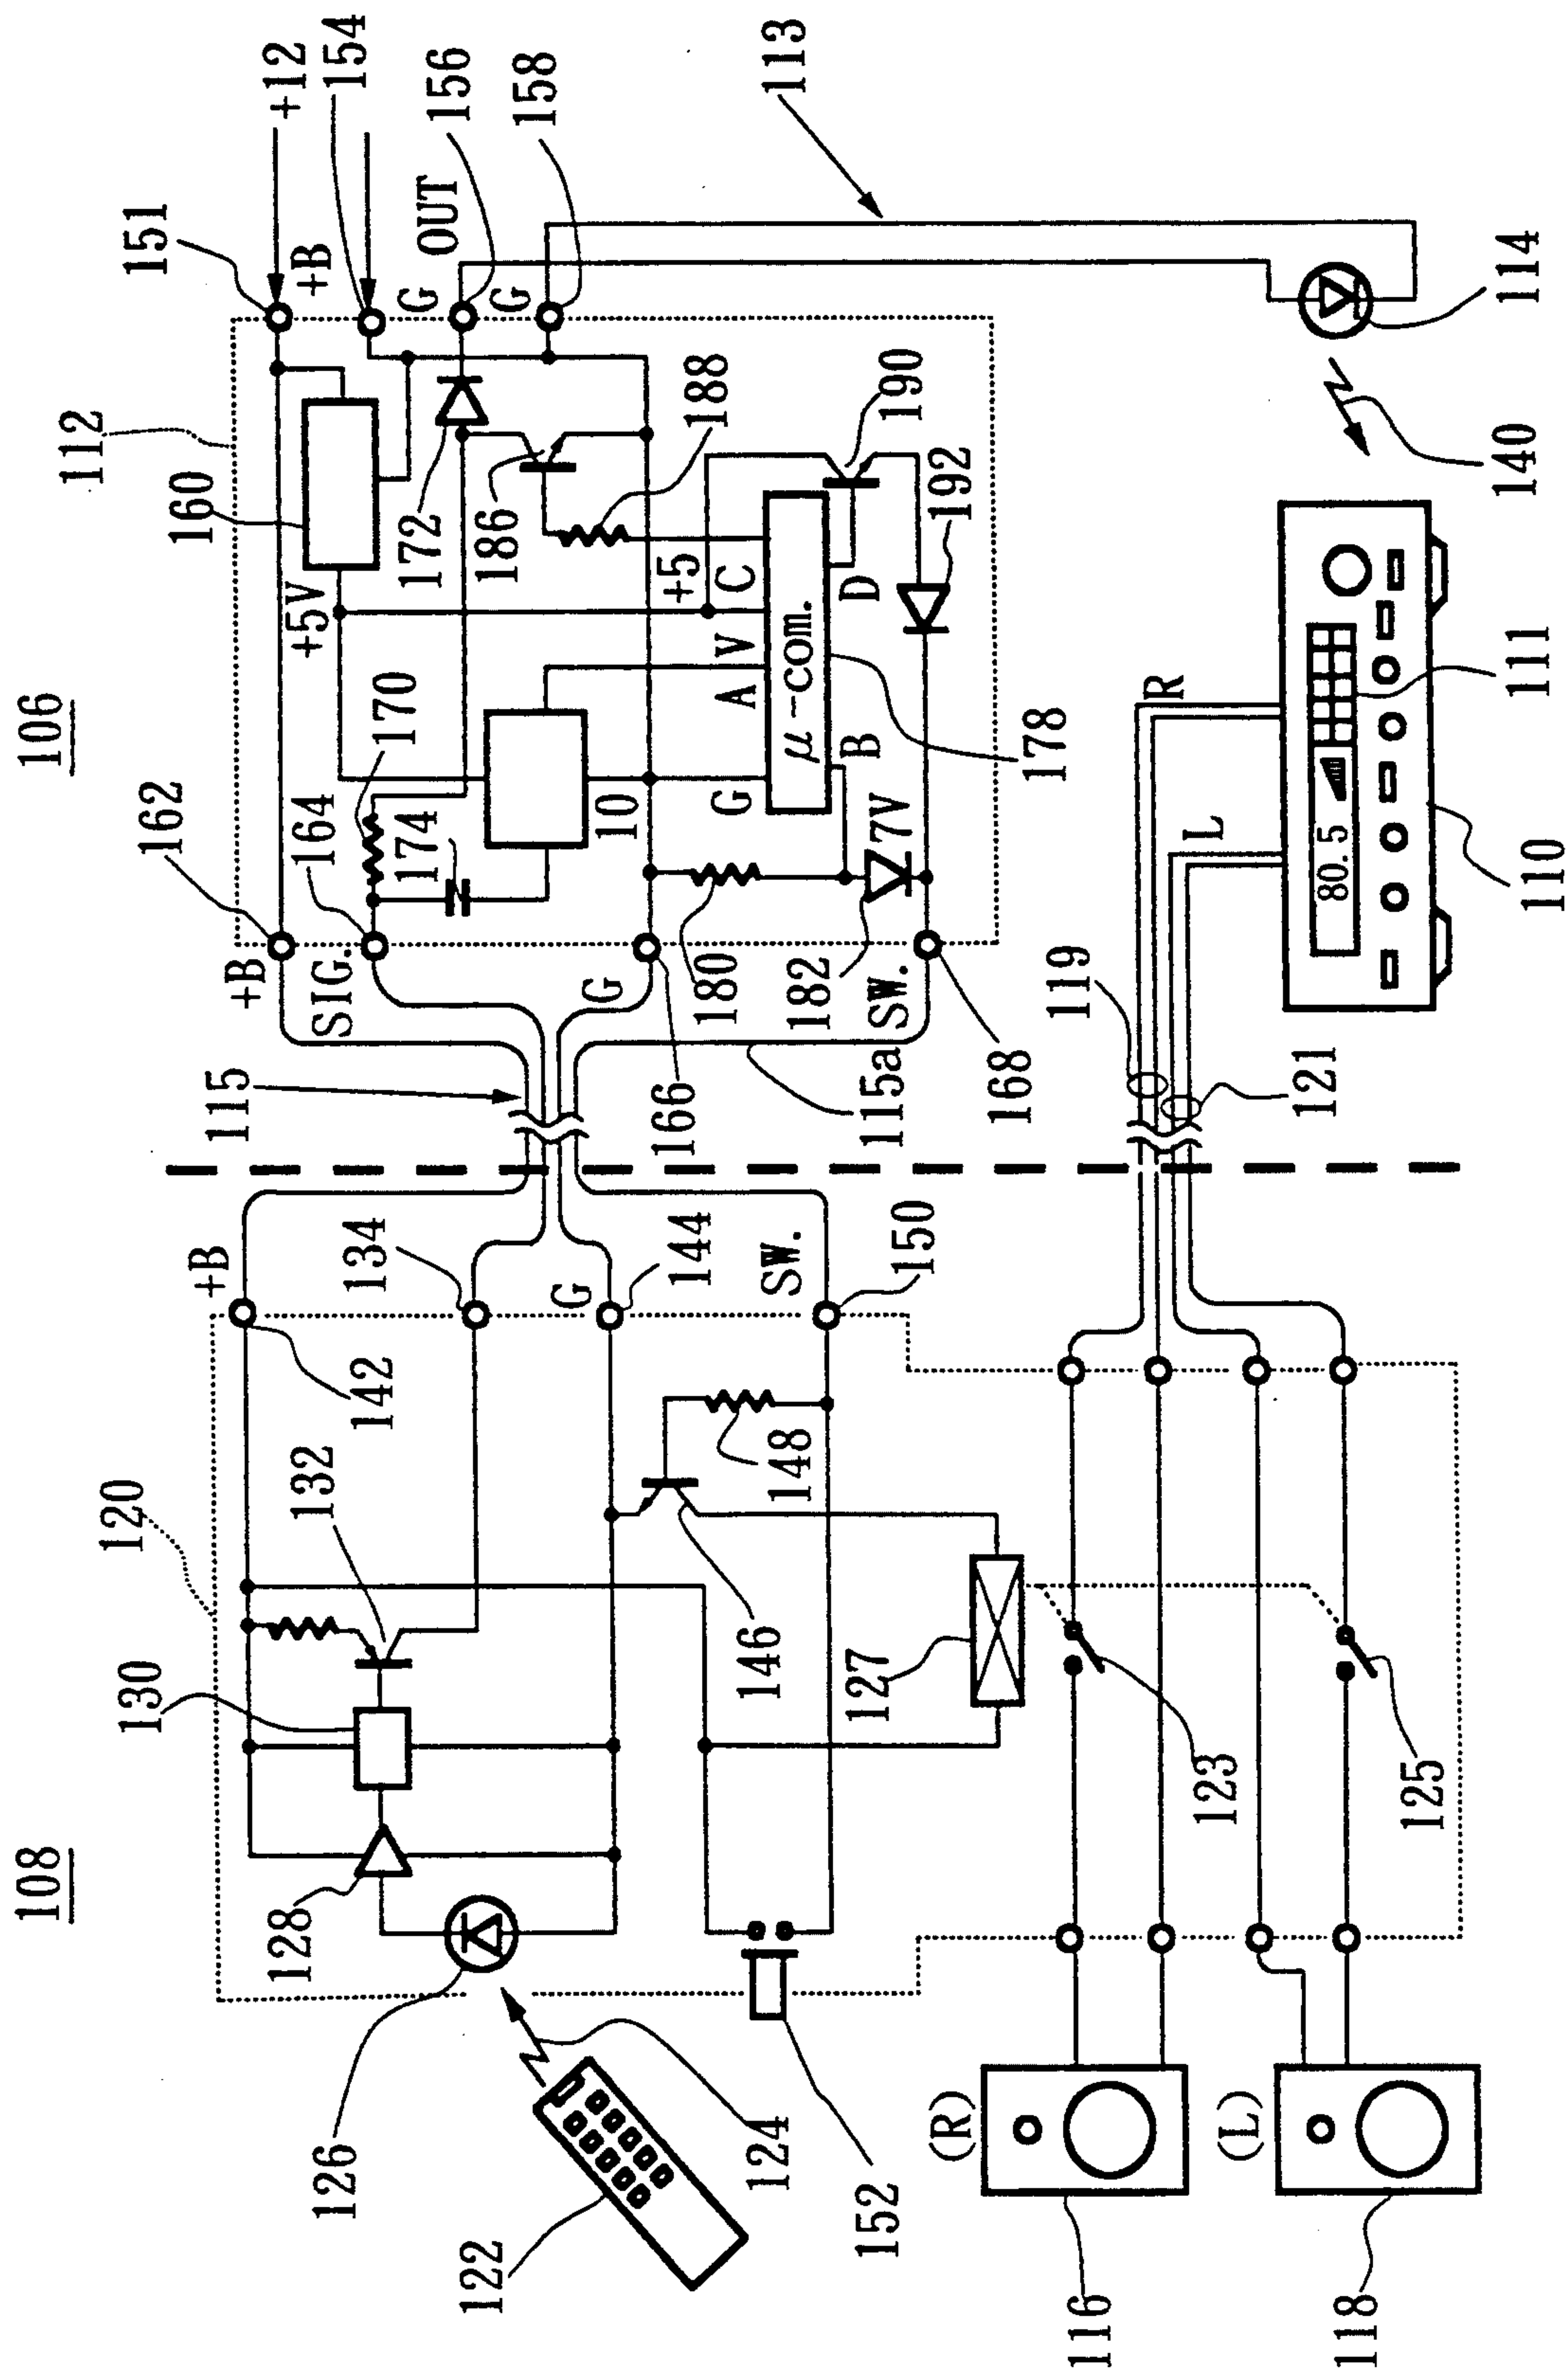 108
106
120
112
130
115
162
160
151
+B
+B
+12
128
132
142
164
+5V
+B
154
126
134
SIG.
170
172
G
OUT
156
122
174
186
G
158
G
G
10
144
166
180
+5
188
124
146
148
SW.
182
G
A
V
C
113
152
127
150
115a
SW.
7V
B
μ-com.
D
190
192
(R)
168
178
116
123
119
R
(L)
L
121
118
125
80.5
110
111
140
114